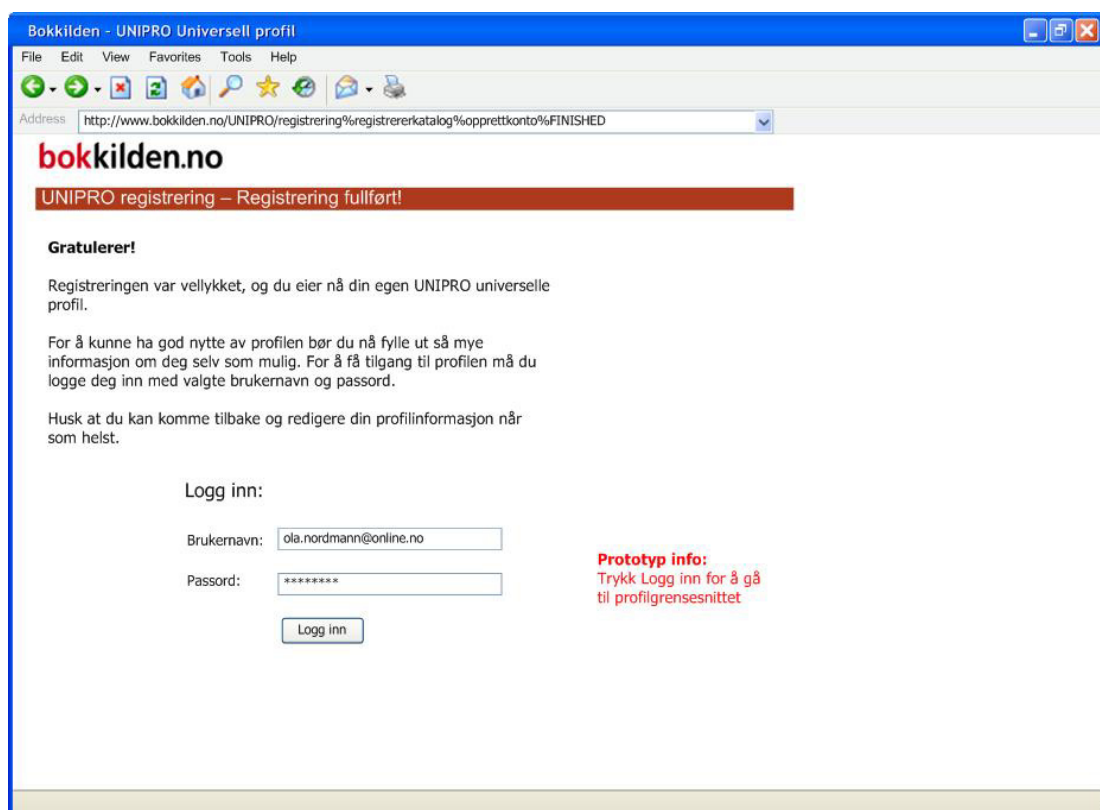 Bokkilden - UNIPRO Universell profil
File Edit View Favorites Tools Help
Address http://www.bokkilden.no/UNIPRO/registrering%registrererkatalog%opprettkonto%FINISHED
bokkilden.no
UNIPRO registrering – Registrering fullført!
Gratulerer!
Registreringen var vellykket, og du eier nå din egen UNIPRO universelle
profil.
For å kunne ha god nytte av profilen bør du nå fylle ut så mye
informasjon om deg selv som mulig. For å få tilgang til profilen må du
logge deg inn med valgte brukernavn og passord.
Husk at du kan komme tilbake og redigere din profilinformasjon når
som helst.
Logg inn:
Brukernavn: ola.nordmann@online.no
Passord: ********
Logg inn
Prototyp info:
Trykk Logg inn for å gå
til profilgrensesnittet